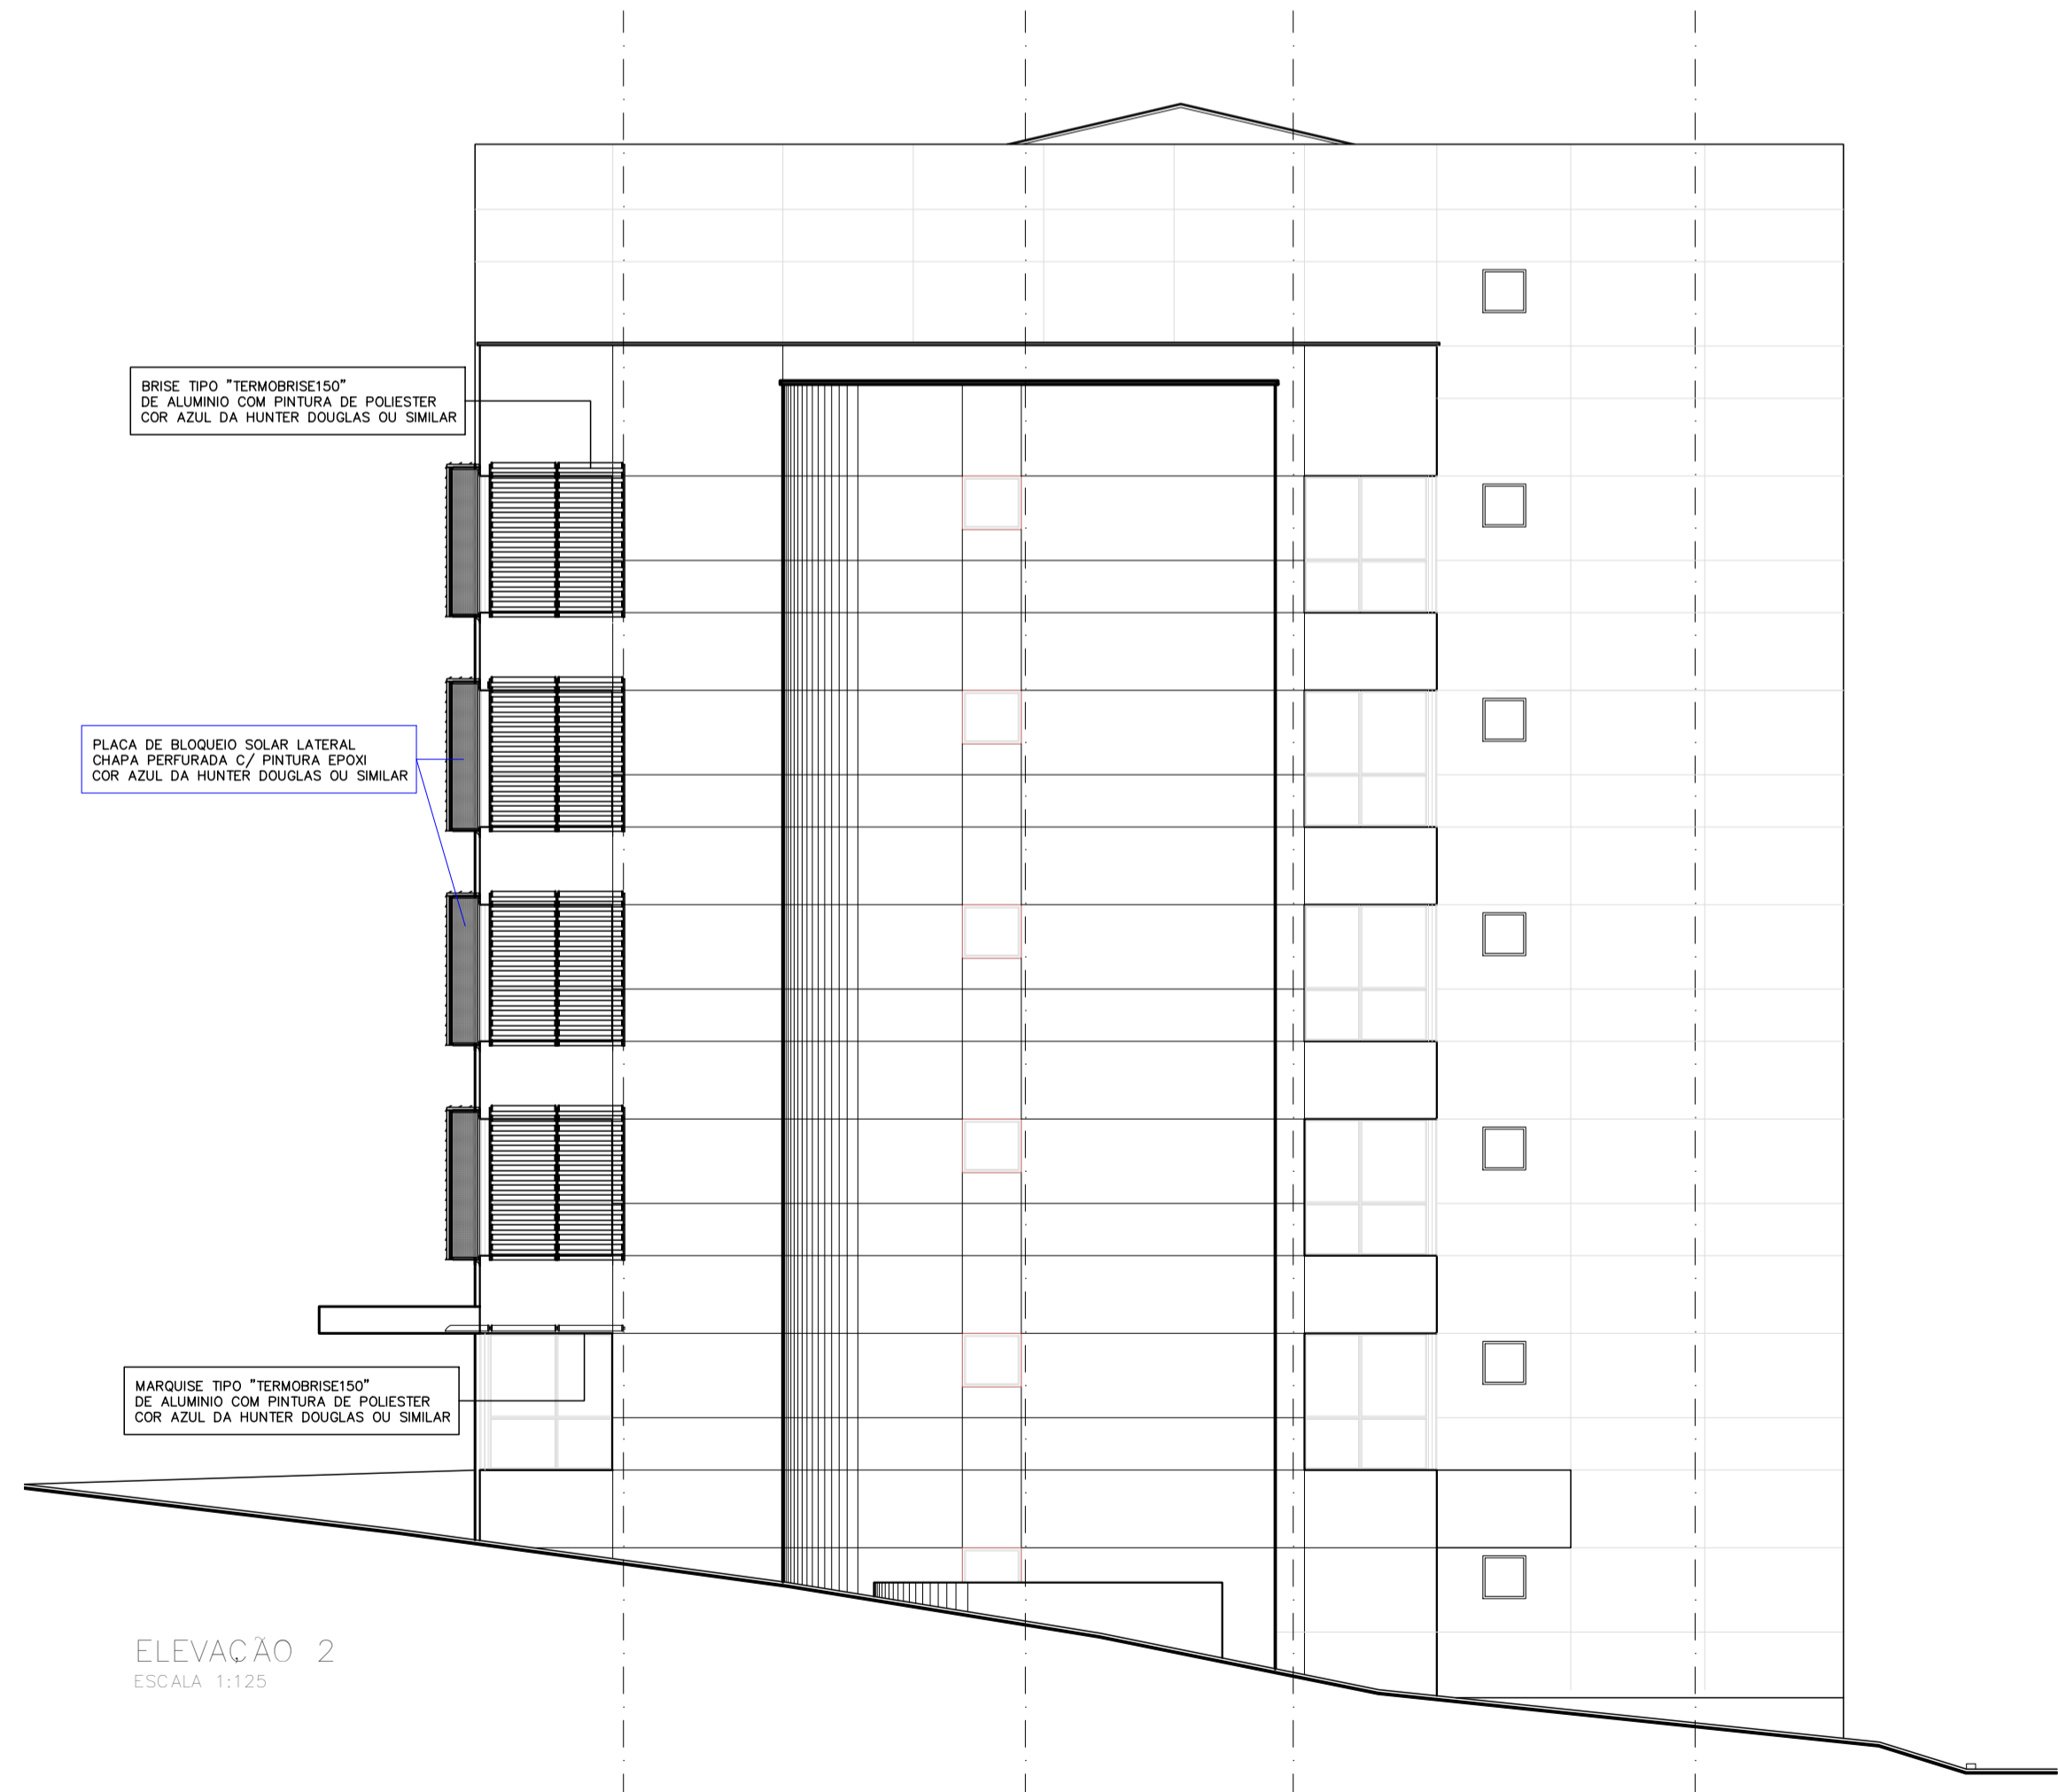 BRISE TIPO "TERMOBRISE150"
DE ALUMINIO COM PINTURA DE POLIESTER
COR AZUL DA HUNTER DOUGLAS OU SIMILAR
PLACA DE BLOQUEIO SOLAR LATERAL
CHAPA PERFURADA C/ PINTURA EPOXI
COR AZUL DA HUNTER DOUGLAS OU SIMILAR
MARQUISE TIPO "TERMOBRISE150"
DE ALUMINIO COM PINTURA DE POLIESTER
COR AZUL DA HUNTER DOUGLAS OU SIMILAR
ELEVAÇÃO 2
ESCALA 1:125